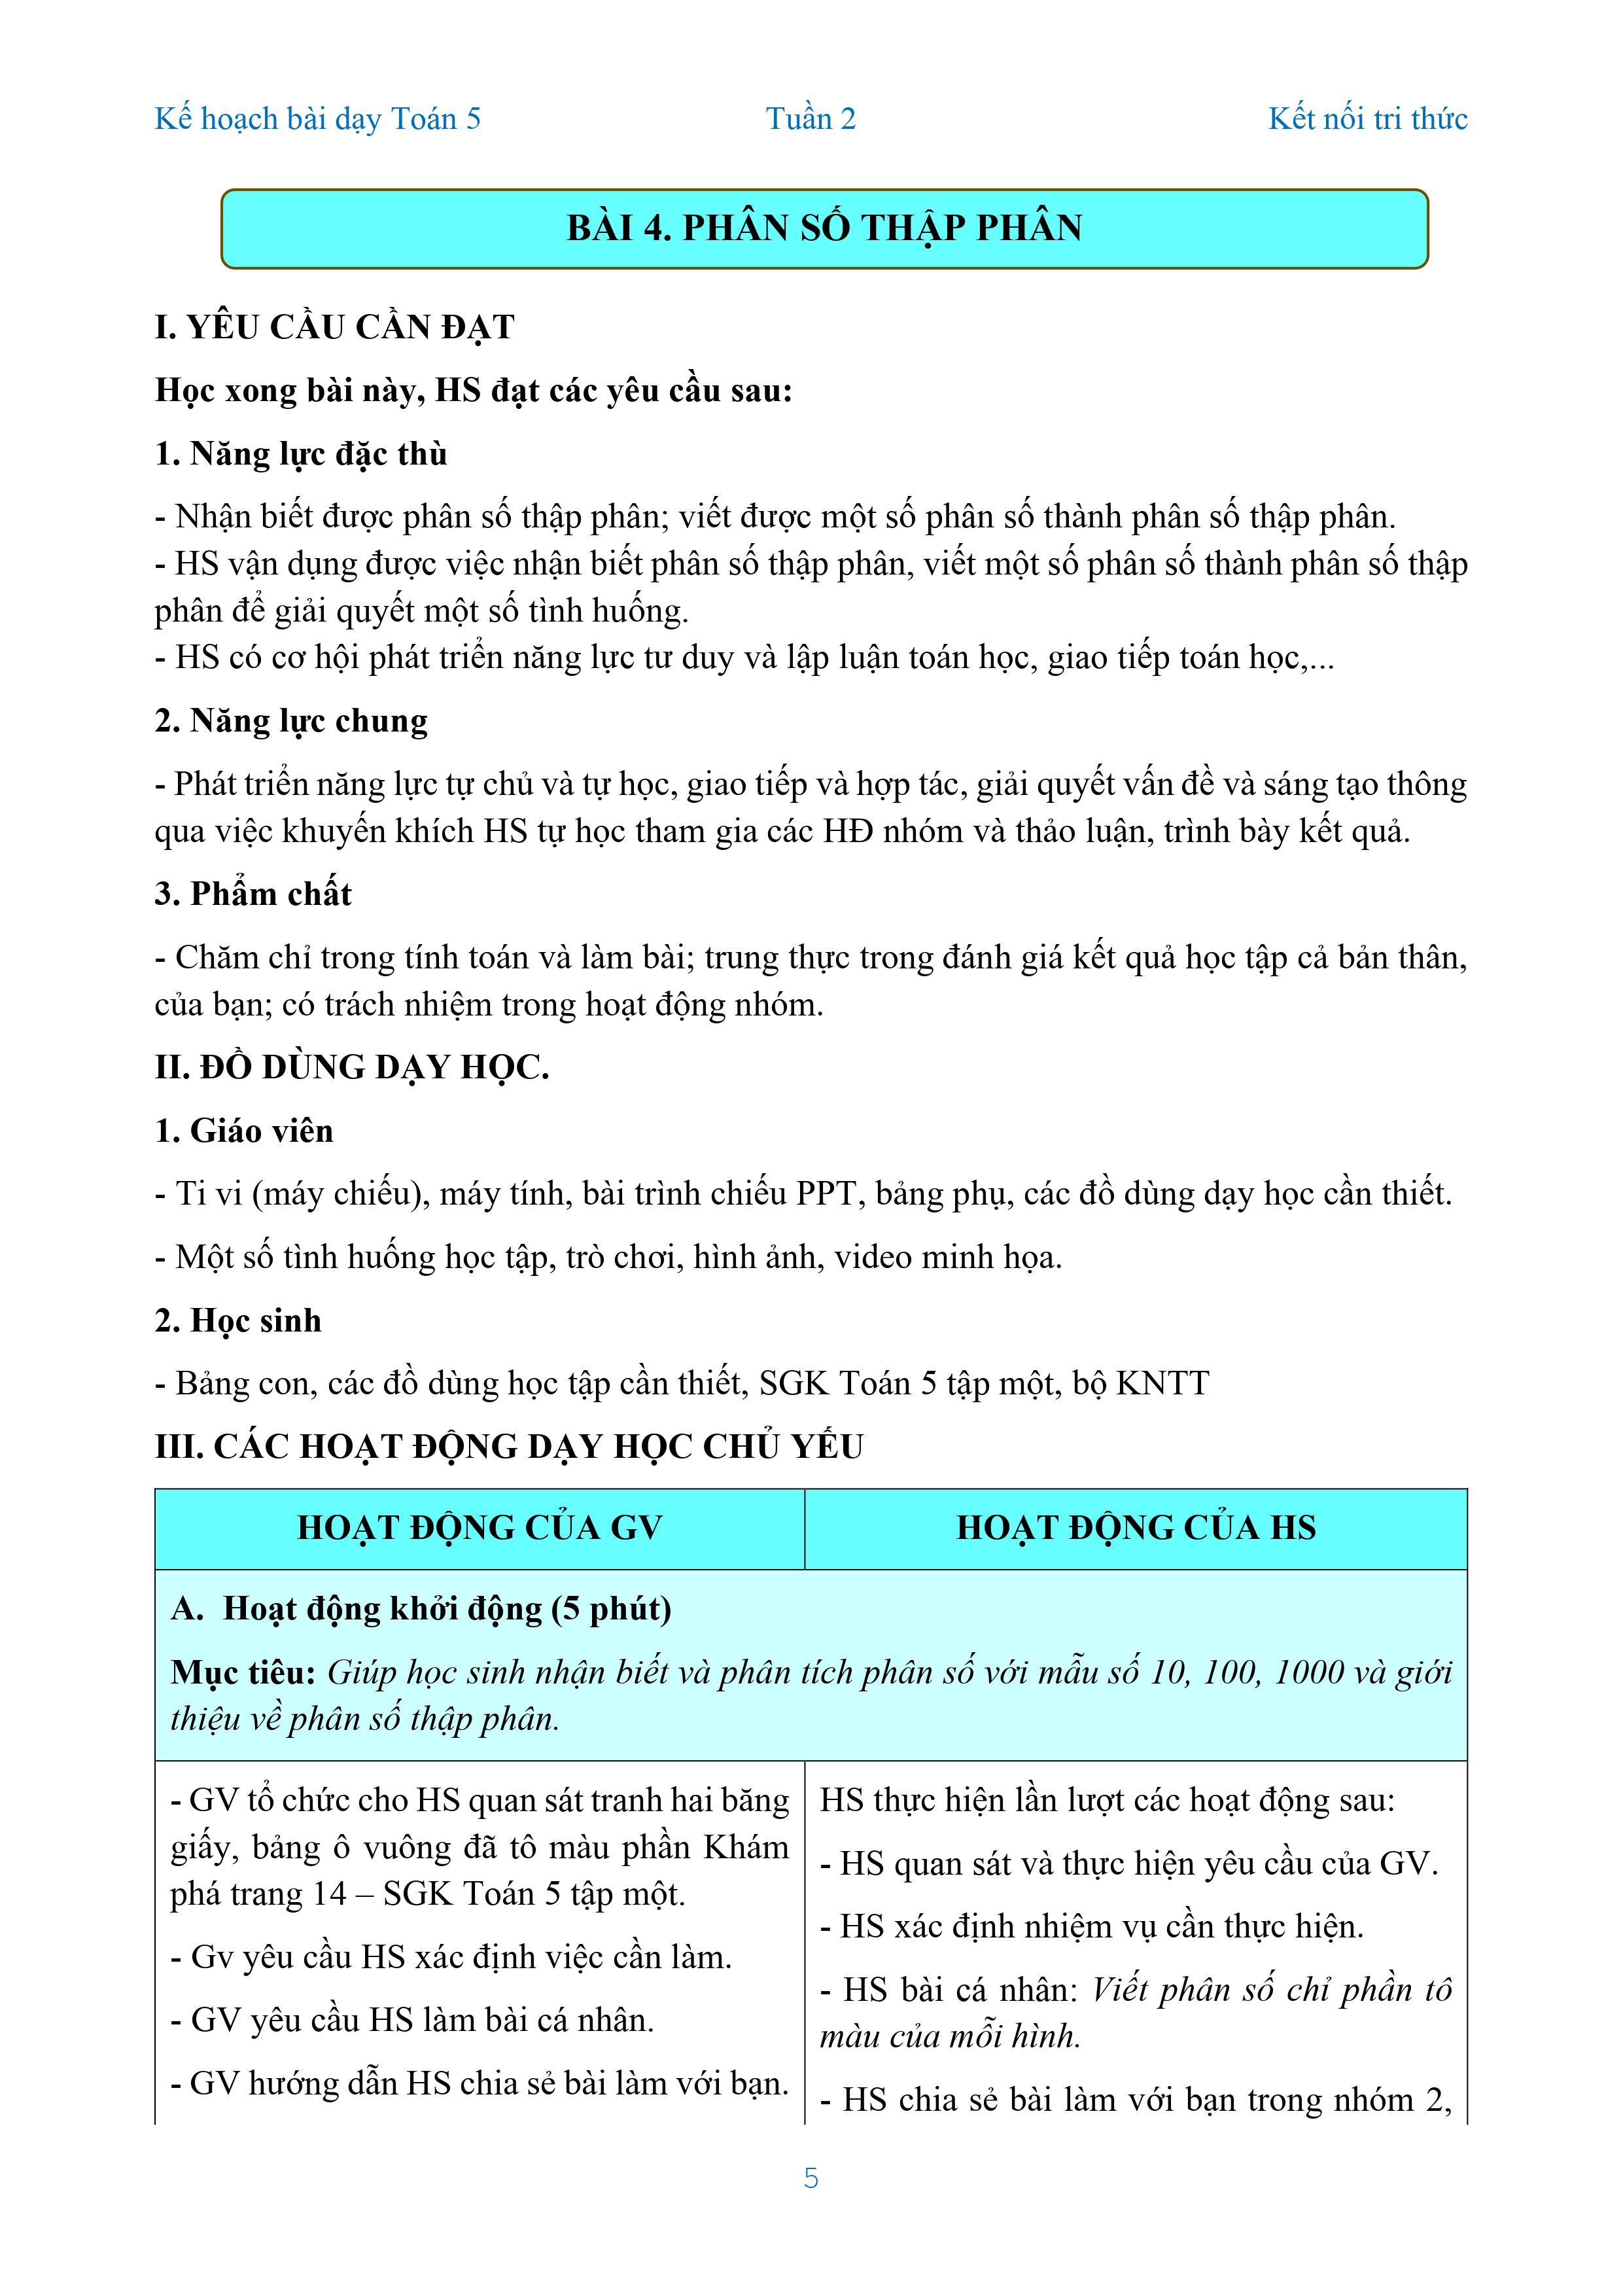 Kế hoạch bài dạy Toán 5 Tuần 2 Kết nối tri thức
BÀI 4. PHÂN SỐ THẬP PHÂN
I. YÊU CẦU CẦN ĐẠT
Học xong bài này, HS đạt các yêu cầu sau:
1. Năng lực đặc thù
- Nhận biết được phân số thập phân; viết được một số phân số thành phân số thập phân.
- HS vận dụng được việc nhận biết phân số thập phân, viết một số phân số thành phân số thập
phân để giải quyết một số tình huống.
- HS có cơ hội phát triển năng lực tư duy và lập luận toán học, giao tiếp toán học,...
2. Năng lực chung
- Phát triển năng lực tự chủ và tự học, giao tiếp và hợp tác, giải quyết vấn đề và sáng tạo thông
qua việc khuyến khích HS tự học tham gia các HĐ nhóm và thảo luận, trình bày kết quả.
3. Phẩm chất
- Chăm chỉ trong tính toán và làm bài; trung thực trong đánh giá kết quả học tập cả bản thân,
của bạn; có trách nhiệm trong hoạt động nhóm.
II. ĐỒ DÙNG DẠY HỌC.
1. Giáo viên
- Ti vi (máy chiếu), máy tính, bài trình chiếu PPT, bảng phụ, các đồ dùng dạy học cần thiết.
- Một số tình huống học tập, trò chơi, hình ảnh, video minh họa.
2. Học sinh
- Bảng con, các đồ dùng học tập cần thiết, SGK Toán 5 tập một, bộ KNTT
III. CÁC HOẠT ĐỘNG DẠY HỌC CHỦ YẾU
HOẠT ĐỘNG CỦA GV
HOẠT ĐỘNG CỦA HS
A. Hoạt động khởi động (5 phút)
Mục tiêu: Giúp học sinh nhận biết và phân tích phân số với mẫu số 10, 100, 1000 và giới
thiệu về phân số thập phân.
- GV tổ chức cho HS quan sát tranh hai băng
giấy, bảng ô vuông đã tô màu phần Khám
phá trang 14 – SGK Toán 5 tập một.
- Gv yêu cầu HS xác định việc cần làm.
- GV yêu cầu HS làm bài cá nhân.
- GV hướng dẫn HS chia sẻ bài làm với bạn.
HS thực hiện lần lượt các hoạt động sau:
- HS quan sát và thực hiện yêu cầu của GV.
- HS xác định nhiệm vụ cần thực hiện.
- HS bài cá nhân: Viết phân số chỉ phần tô
màu của mỗi hình.
- HS chia sẻ bài làm với bạn trong nhóm 2,
5